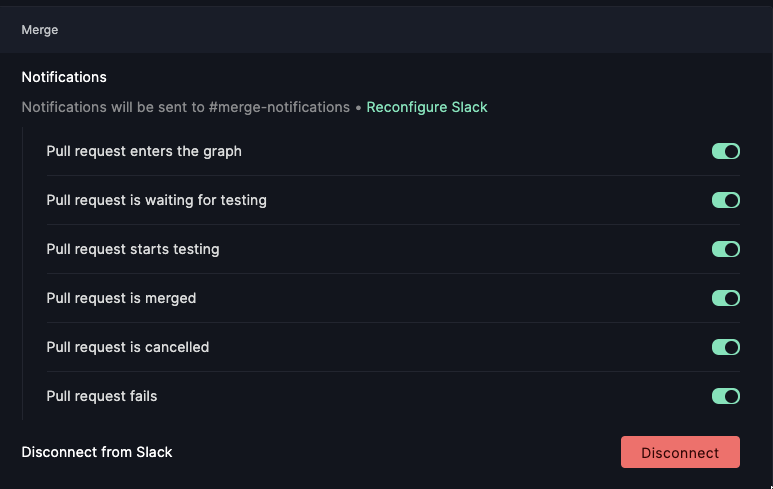 Merge
Notifications
Notifications will be sent to #merge-notifications • Reconfigure Slack
Pull request enters the graph
Pull request is waiting for testing
Pull request starts testing
Pull request is merged
Pull request is cancelled
Pull request fails
Disconnect from Slack Disconnect